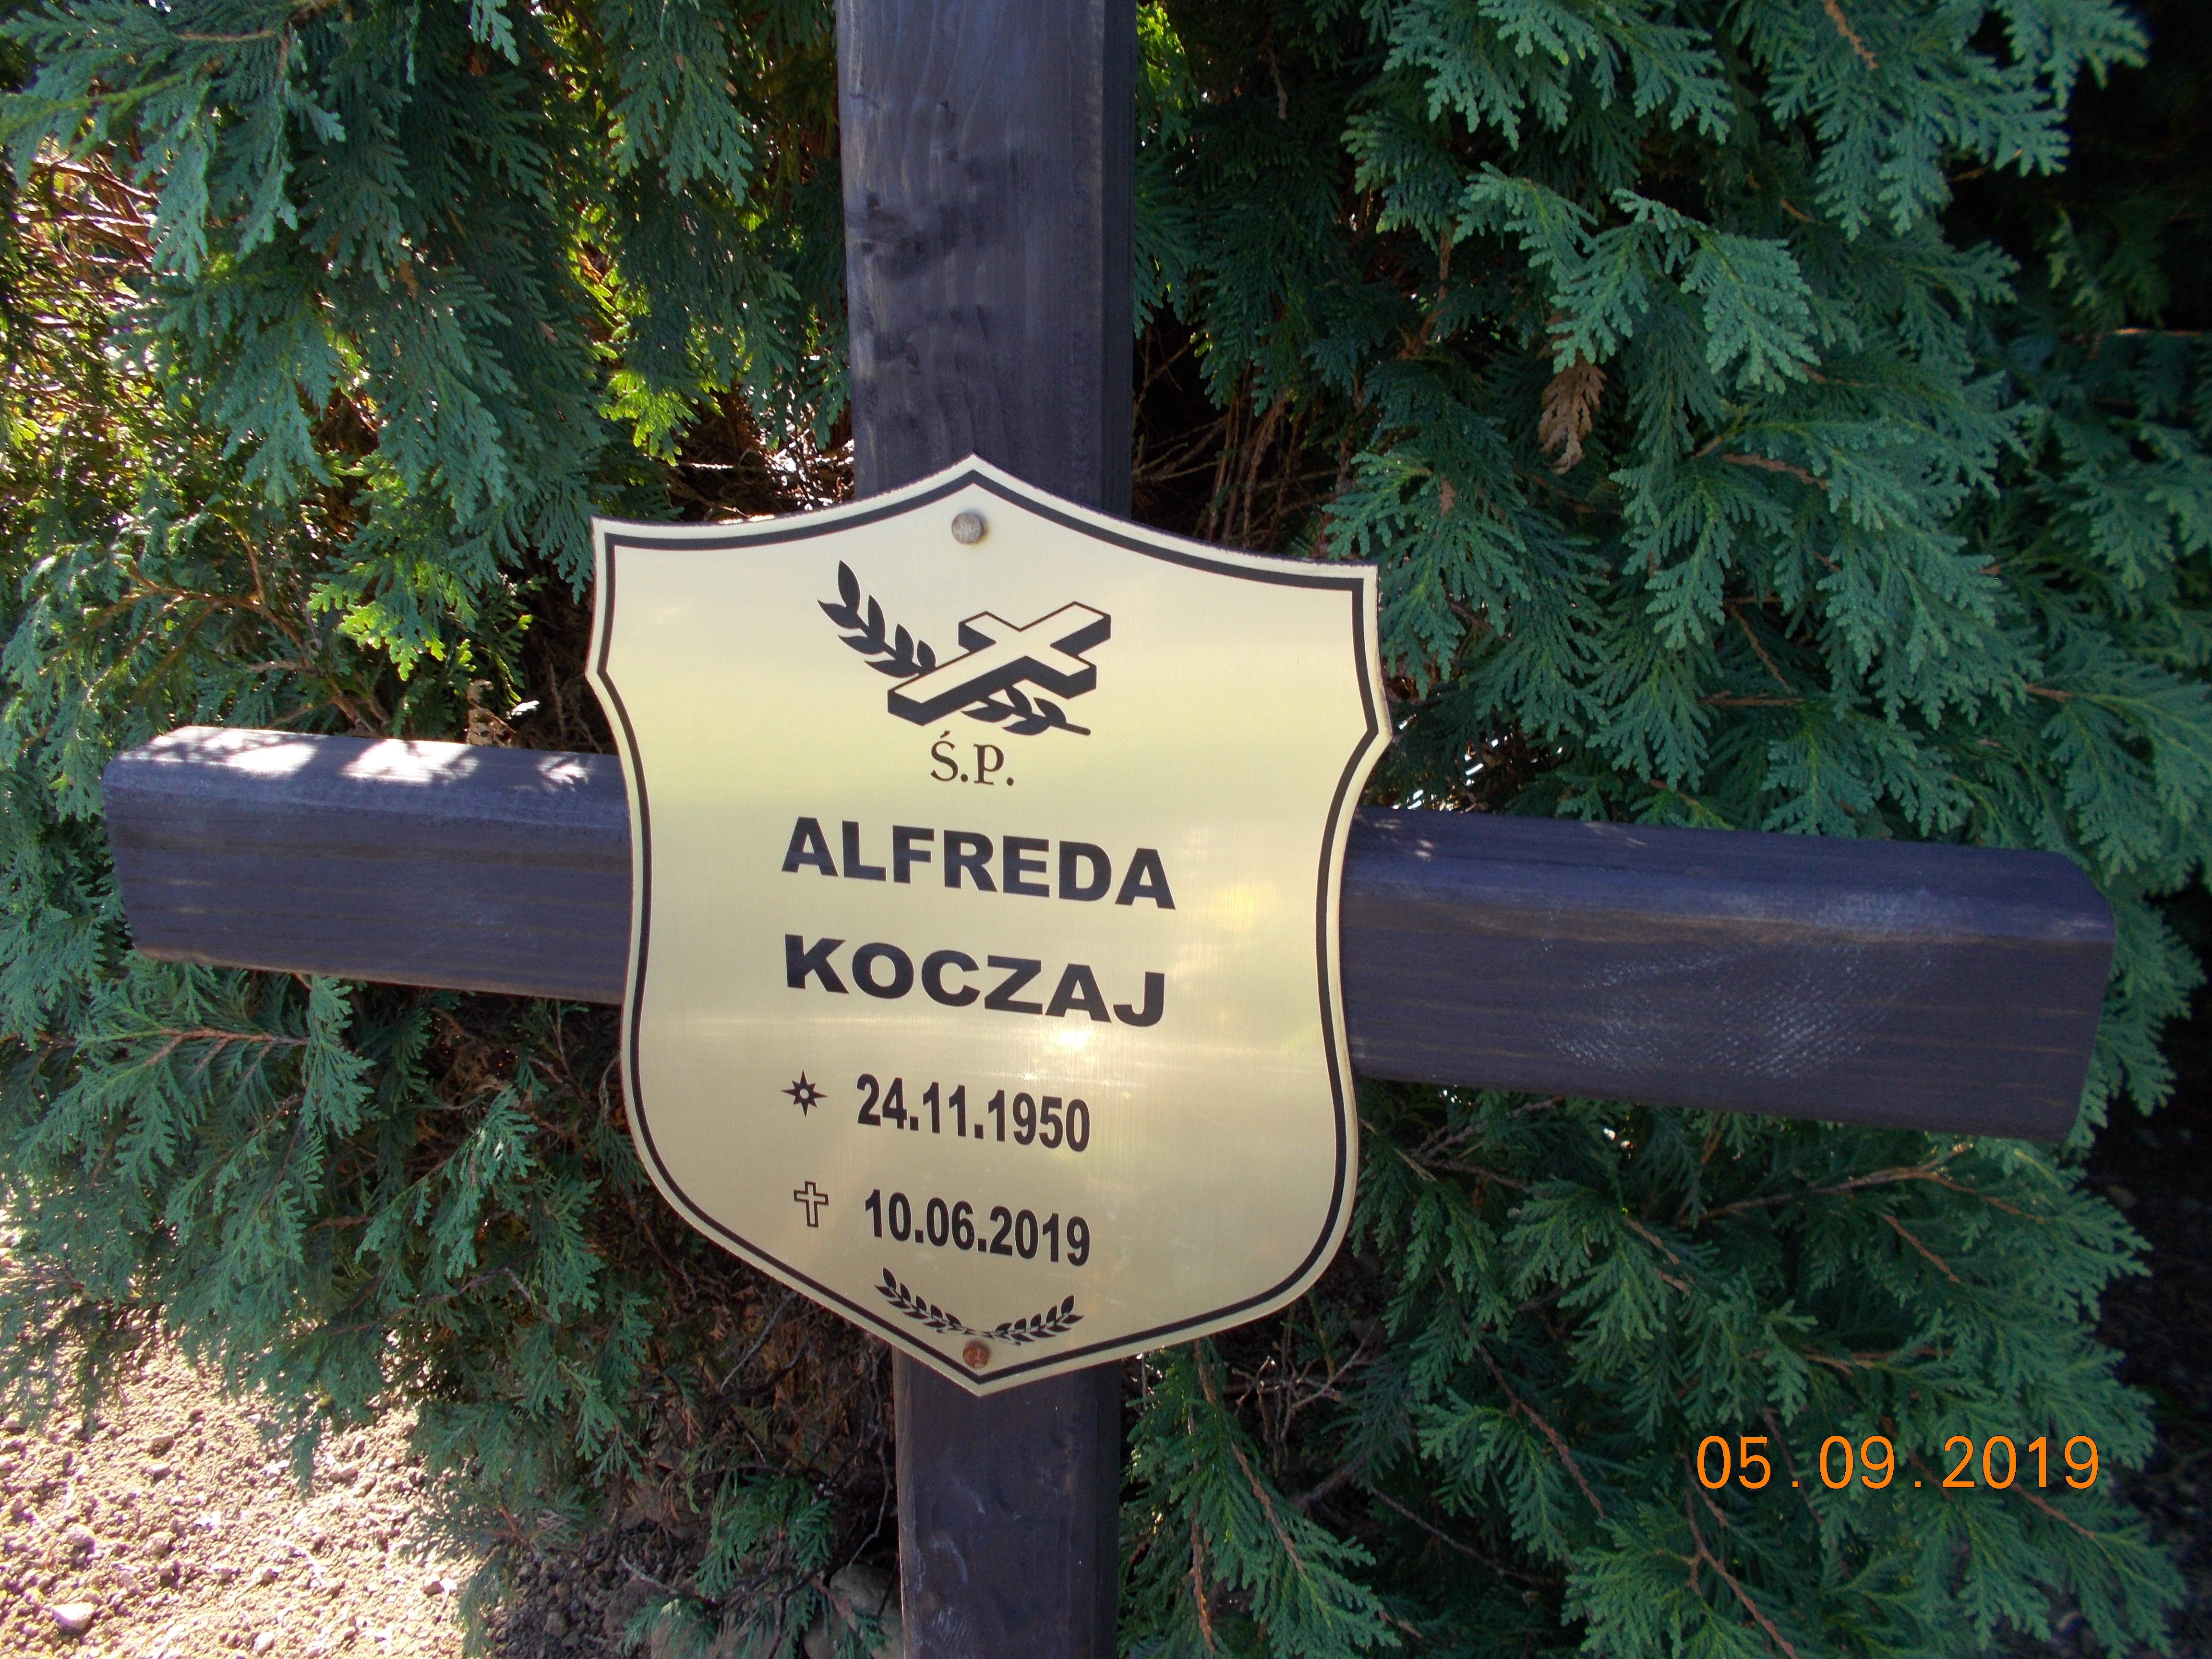 Ś.P.
ALFREDA
KOCZAJ
24.11.1950
10.06.2019
05.09.2019